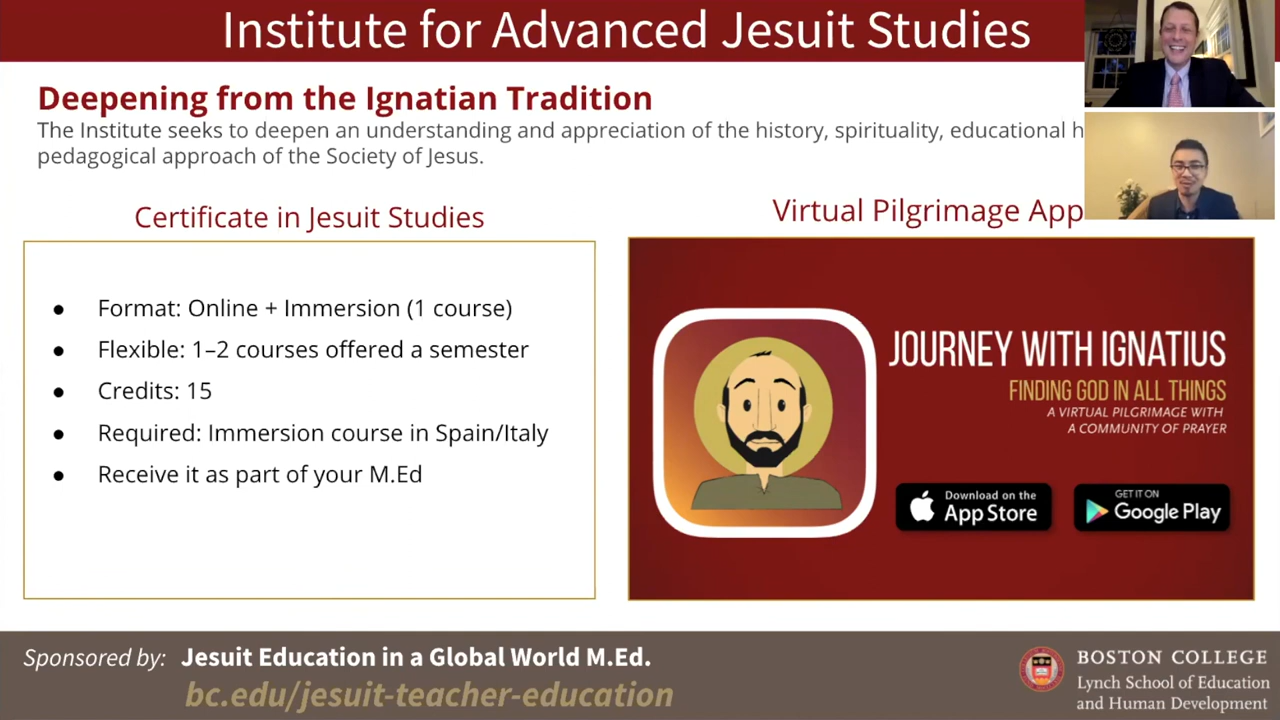 Institute for Advanced Jesuit Studies
Deepening from the Ignatian Tradition
The Institute seeks to deepen an understanding and appreciation of the history, spirituality, educational
pedagogical approach of the Society of Jesus.
Certificate in Jesuit Studies
● Format: Online + Immersion (1 course)
● Flexible: 1–2 courses offered a semester
● Credits: 15
● Required: Immersion course in Spain/Italy
● Receive it as part of your M.Ed
Virtual Pilgrimage App
JOURNEY WITH IGNATIUS
FINDING GOD IN ALL THINGS
A VIRTUAL PILGRIMAGE WITH
A COMMUNITY OF PRAYER
Download on the
App Store
GET IT ON
Google Play
Sponsored by: Jesuit Education in a Global World M.Ed.
bc.edu/jesuit-teacher-education
BOSTON COLLEGE
Lynch School of Education
and Human Development